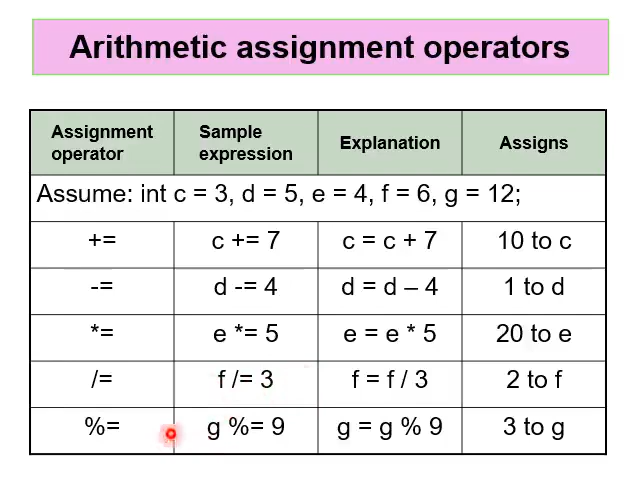 Arithmetic assignment operators
Assignment operator Sample expression Explanation Assigns
Assume: int c = 3, d = 5, e = 4, f = 6, g = 12;
+= c += 7 c = c + 7 10 to c
-= d -= 4 d = d – 4 1 to d
*= e *= 5 e = e * 5 20 to e
/= f /= 3 f = f / 3 2 to f
%= g %= 9 g = g % 9 3 to g